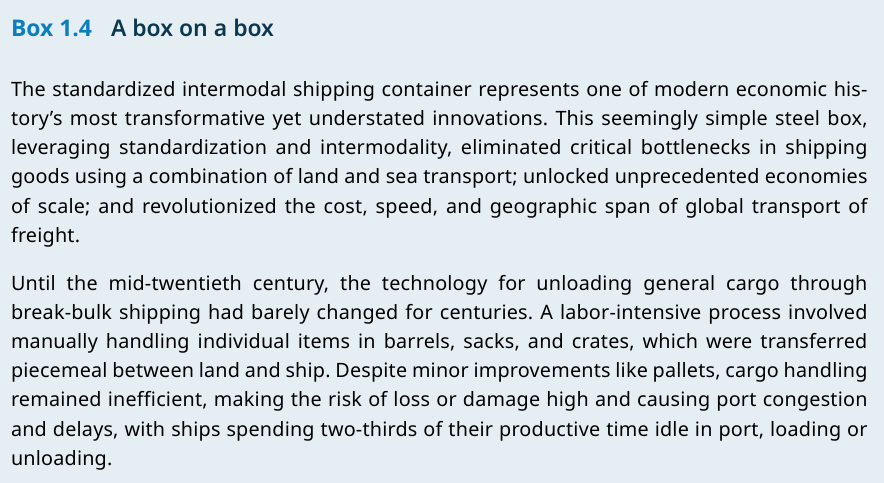 Box 1.4 A box on a box
The standardized intermodal shipping container represents one of modern economic his-
tory's most transformative yet understated innovations. This seemingly simple steel box,
leveraging standardization and intermodality, eliminated critical bottlenecks in shipping
goods using a combination of land and sea transport; unlocked unprecedented economies
of scale; and revolutionized the cost, speed, and geographic span of global transport of
freight.
Until the mid-twentieth century, the technology for unloading general cargo through
break-bulk shipping had barely changed for centuries. A labor-intensive process involved
manually handling individual items in barrels, sacks, and crates, which were transferred
piecemeal between land and ship. Despite minor improvements like pallets, cargo handling
remained inefficient, making the risk of loss or damage high and causing port congestion
and delays, with ships spending two-thirds of their productive time idle in port, loading or
unloading.